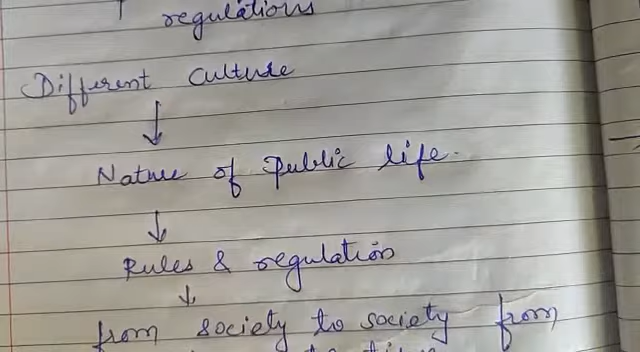 regulations
Different culture
↓
Nature of public life.
↓
Rules & regulation
↓
from society to society from